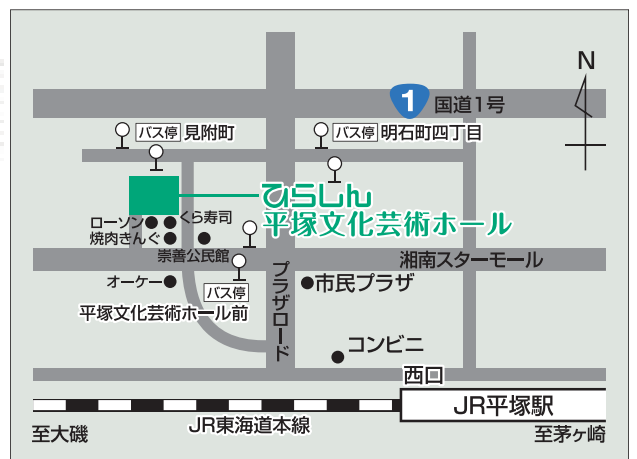 N
1 国道1号
バス停 見附町
バス停 明石町四丁目
ひらしん
平塚文化芸術ホール
ローソン
くら寿司
焼肉きんぐ
崇善公民館
湘南スターモール
オーケー
バス停
平塚文化芸術ホール前
プラザロード
市民プラザ
コンビニ
西口
JR平塚駅
JR東海道本線
至大磯
至茅ヶ崎